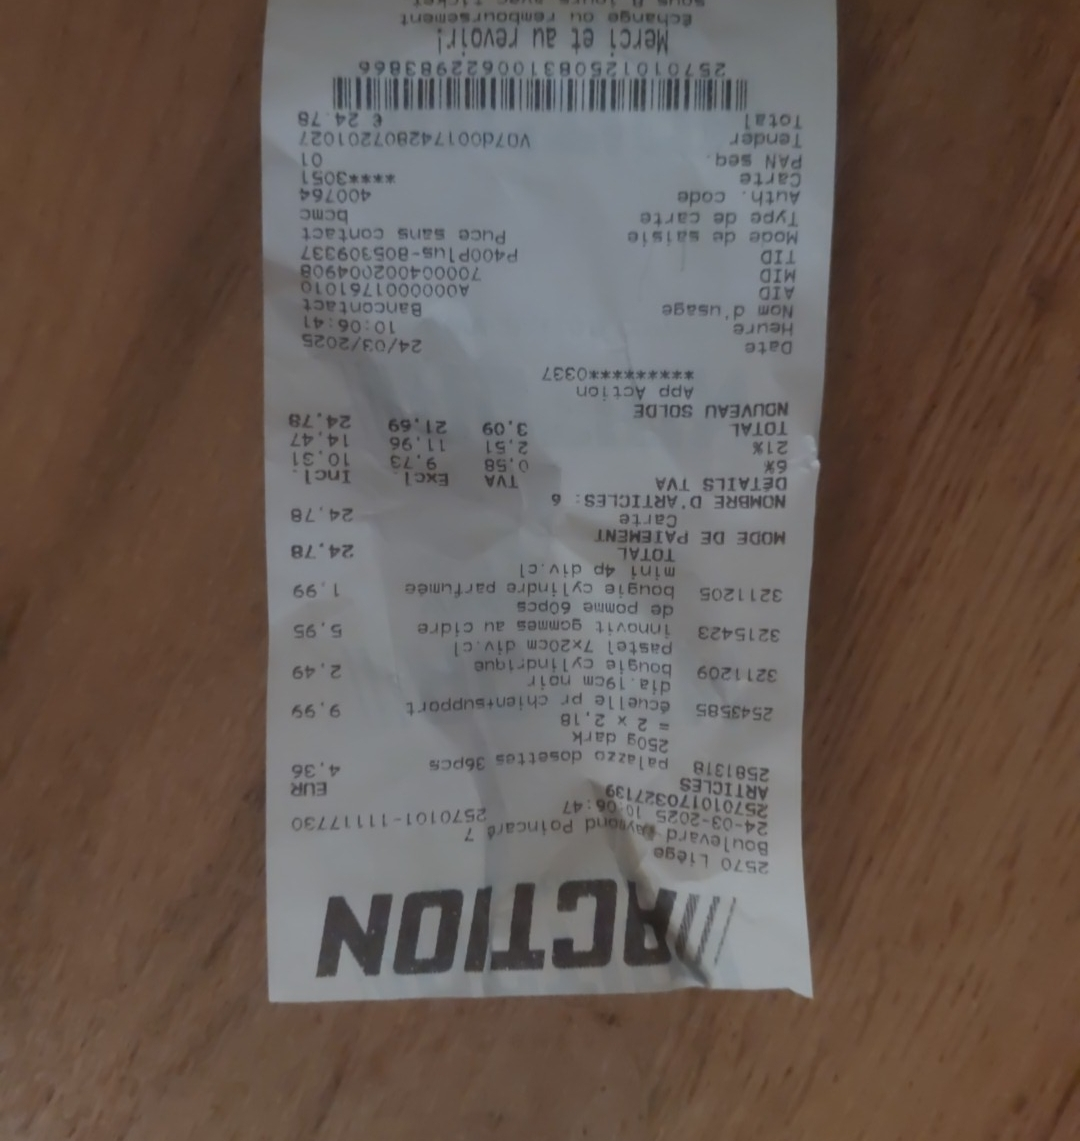 ACTION
2570 Liège
Boulevard Raymond Poincaré 7
24-03-2025 10:06:47 2570101-11117730
257010170327139
ARTICLES EUR
2581318 palazzo dosettes 36pcs 4,36
250g dark
= 2 x 2,18
2543585 écuelle pr chien+support 9,99
dia.19cm noir
3211209 bougie cylindrique 2,49
pastel 7x20cm div.cl
3215423 innovit gommes au cidre 5,95
de pomme 60pcs
3211205 bougie cylindre parfumée 1,99
mini 4p div.cl
TOTAL 24,78
MODE DE PAIEMENT
Carte 24,78
NOMBRE D'ARTICLES: 6
DÉTAILS TVA TVA Excl. Incl.
6% 0,58 9,73 10,31
21% 2,51 11,96 14,47
TOTAL 3,09 21,69 24,78
NOUVEAU SOLDE
App Action
**********0337
Date 24/03/2025
Heure 10:06:41
Nom d'usage Bancontact
AID A0000001761010
MID 700004002004908
TID P400Plus-805309337
Mode de saisie Puce sans contact
Type de carte bcmc
Auth. code 400764
Carte ****3051
PAN seq. 01
Tender V07d001742807201027
Total € 24.78
2570101250831006229838 66
Merci et au revoir!
Échange ou remboursement